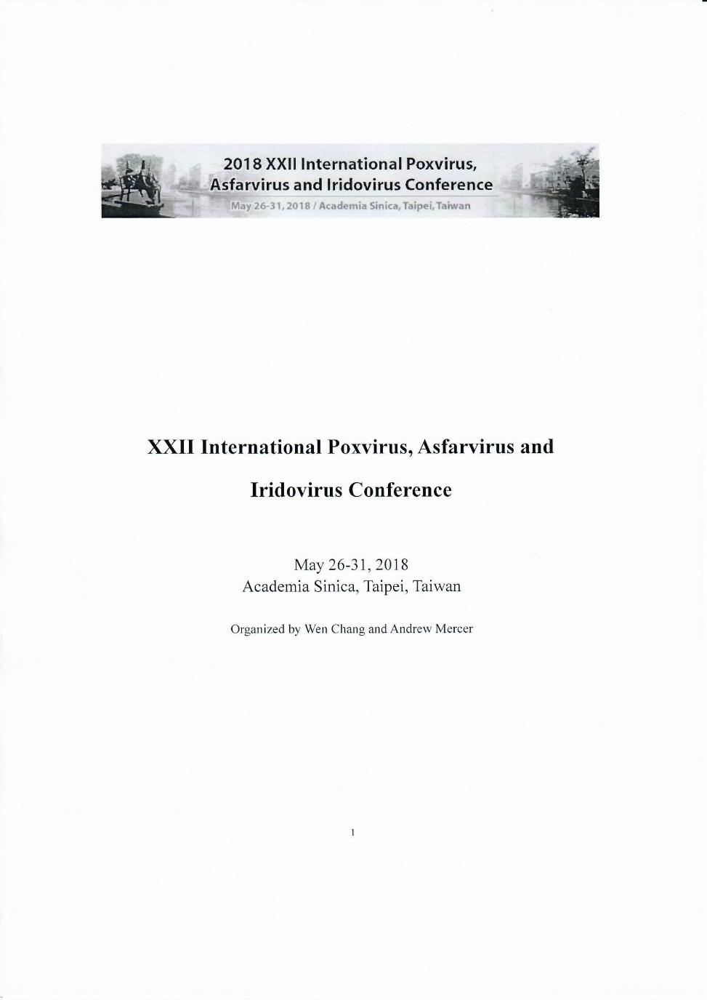 2018 XXII International Poxvirus,
Asfarvirus and Iridovirus Conference
May 26-31, 2018 / Academia Sinica, Taipei, Taiwan
XXII International Poxvirus, Asfarvirus and
Iridovirus Conference
May 26-31, 2018
Academia Sinica, Taipei, Taiwan
Organized by Wen Chang and Andrew Mercer
1